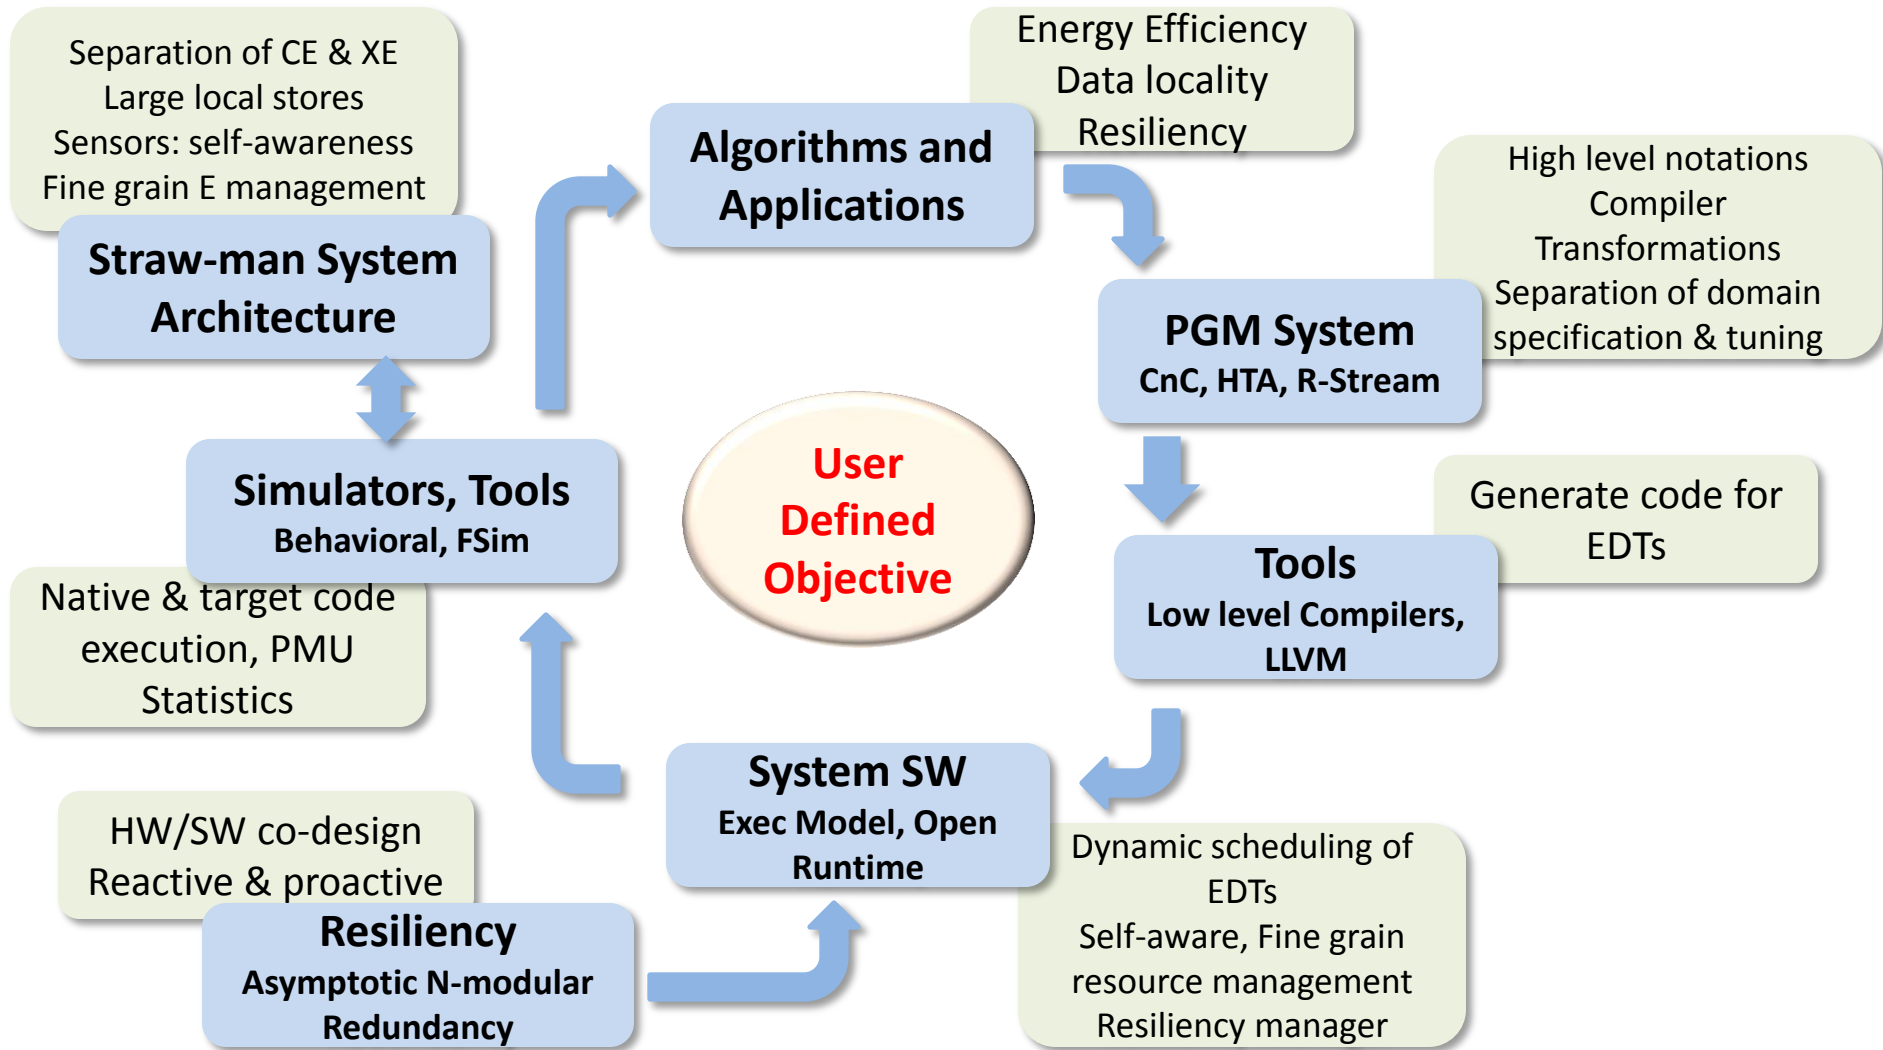 Separation of CE & XE
Large local stores
Sensors: self-awareness
Fine grain E management
Straw-man System
Architecture
Energy Efficiency
Data locality
Resiliency
Algorithms and
Applications
High level notations
Compiler
Transformations
Separation of domain
specification & tuning
PGM System
CnC, HTA, R-Stream
User
Defined
Objective
Simulators, Tools
Behavioral, FSim
Native & target code
execution, PMU
Statistics
Generate code for
EDTs
Tools
Low level Compilers,
LLVM
System SW
Exec Model, Open
Runtime
Dynamic scheduling of
EDTs
Self-aware, Fine grain
resource management
Resiliency manager
HW/SW co-design
Reactive & proactive
Resiliency
Asymptotic N-modular
Redundancy